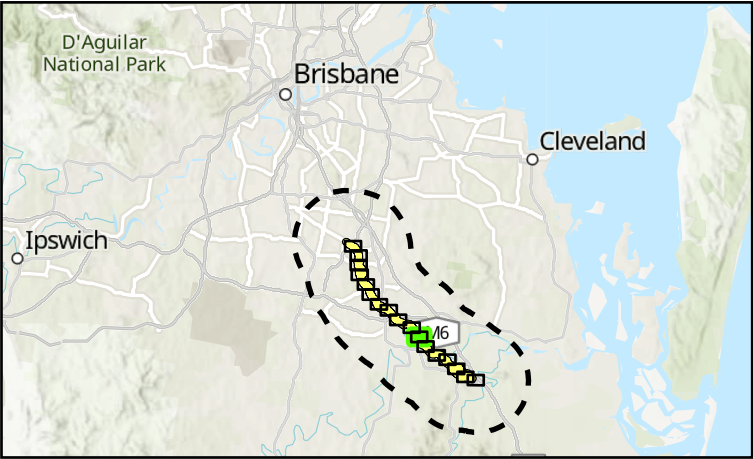 D'Aguilar
National Park
Brisbane
Cleveland
Ipswich
M6